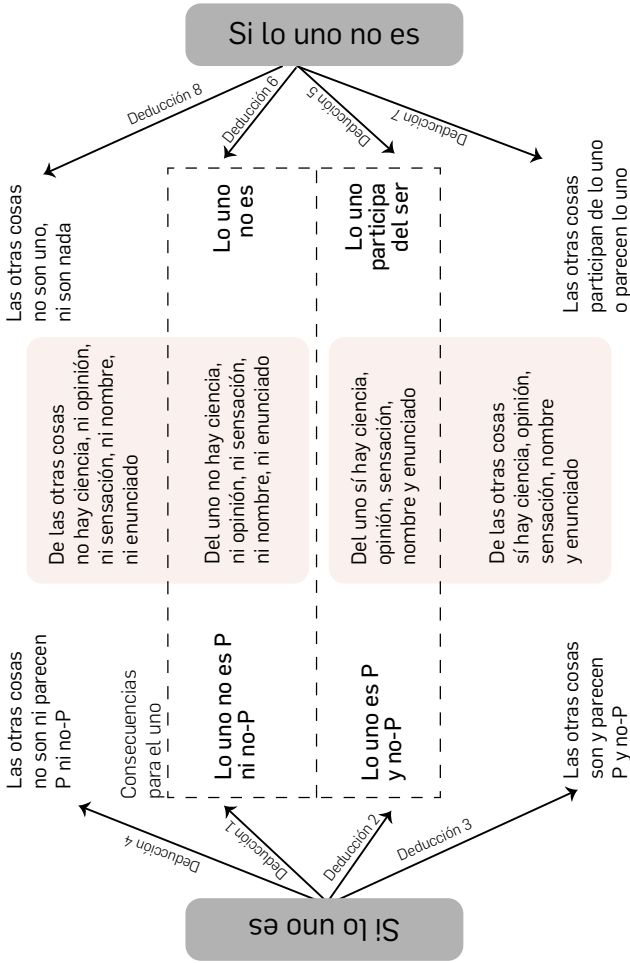 Si lo uno no es
Deducción 8
Deducción 6
Deducción 5
Deducción 7
Las otras cosas
no son uno,
ni son nada
Lo uno
no es
Lo uno
participa
del ser
Las otras cosas
participan de lo uno
o parecen lo uno
De las otras cosas
no hay ciencia, ni opinión,
ni sensación, ni nombre,
ni enunciado
Del uno no hay ciencia,
ni opinión, ni sensación,
ni nombre, ni enunciado
Del uno sí hay ciencia,
opinión, sensación,
nombre y enunciado
De las otras cosas
sí hay ciencia, opinión,
sensación, nombre
y enunciado
Las otras cosas
no son ni parecen
P ni no-P
Consecuencias
para el uno
Lo uno no es P
ni no-P
Lo uno es P
y no-P
Las otras cosas
son y parecen
P y no-P
Deducción 4
Deducción 1
Deducción 2
Deducción 3
Si lo uno es